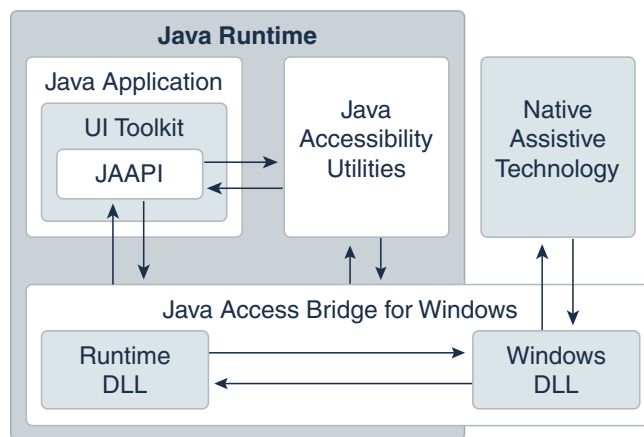 Java Runtime
Java Application
UI Toolkit
JAAPI
Java
Accessibility
Utilities
Native
Assistive
Technology
Java Access Bridge for Windows
Runtime
DLL
Windows
DLL